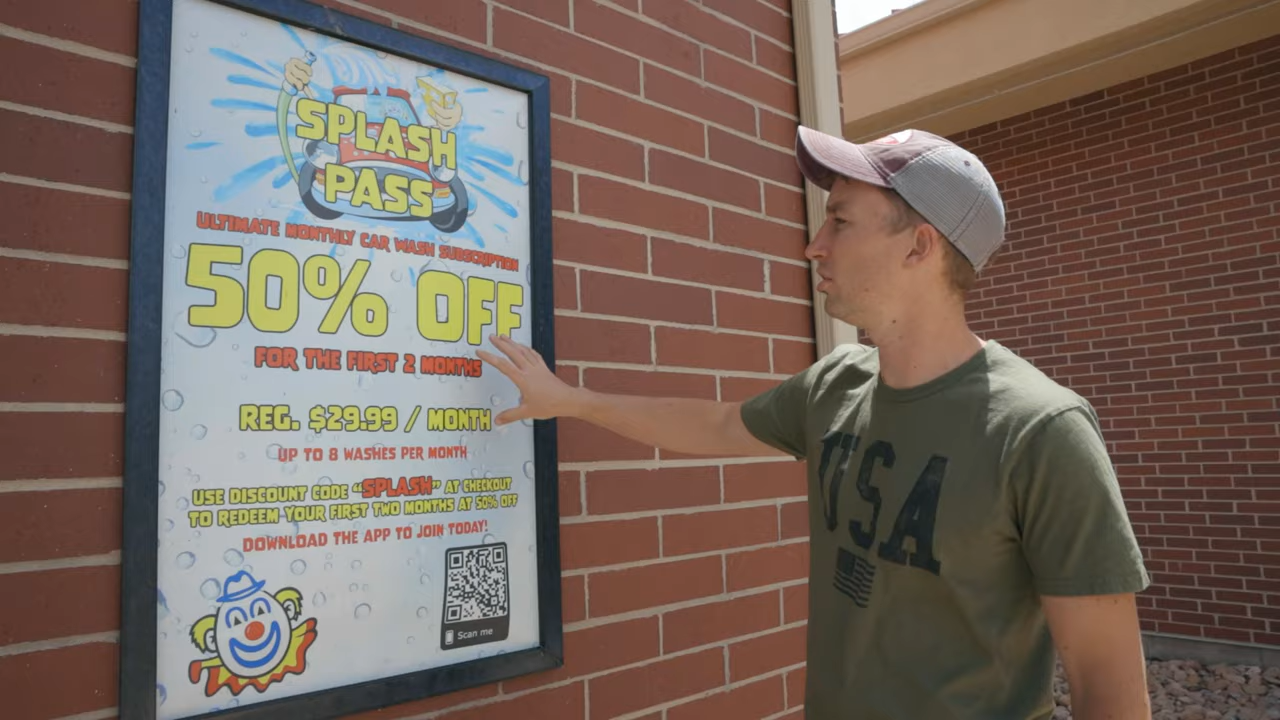 SPLASH
PASS
ULTIMATE MONTHLY CAR WASH SUBSCRIPTION
50% OFF
FOR THE FIRST 2 MONTHS
REG. $29.99 / MONTH
UP TO 8 WASHES PER MONTH
USE DISCOUNT CODE “SPLASH” AT CHECKOUT
TO REDEEM YOUR FIRST TWO MONTHS AT 50% OFF
DOWNLOAD THE APP TO JOIN TODAY!
Scan me
USA